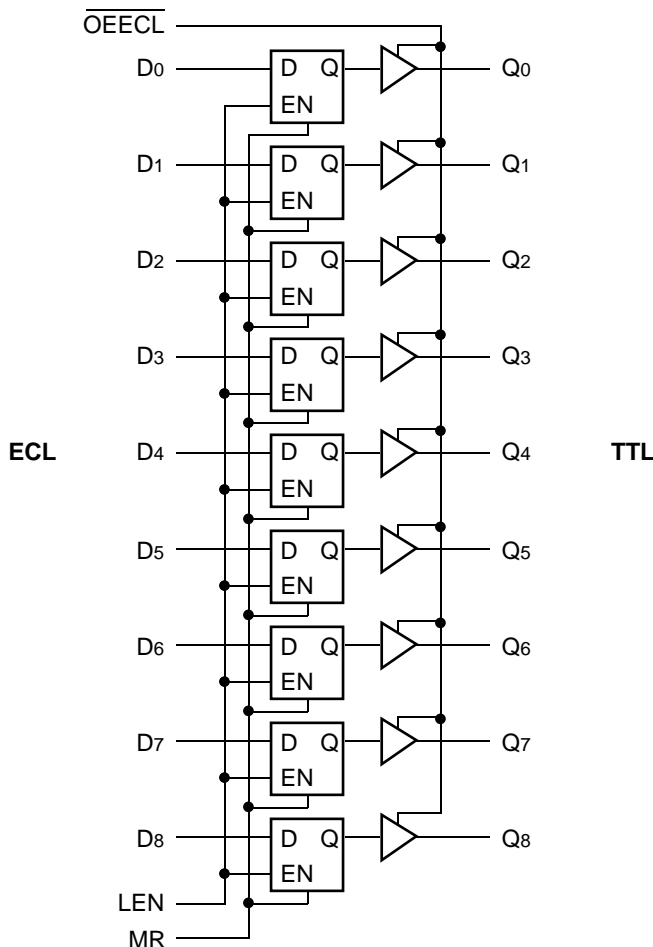 OEECL
D0 D Q Q0
EN
D1 D Q Q1
EN
D2 D Q Q2
EN
D3 D Q Q3
EN
ECL D4 D Q Q4 TTL
EN
D5 D Q Q5
EN
D6 D Q Q6
EN
D7 D Q Q7
EN
D8 D Q Q8
EN
LEN
MR